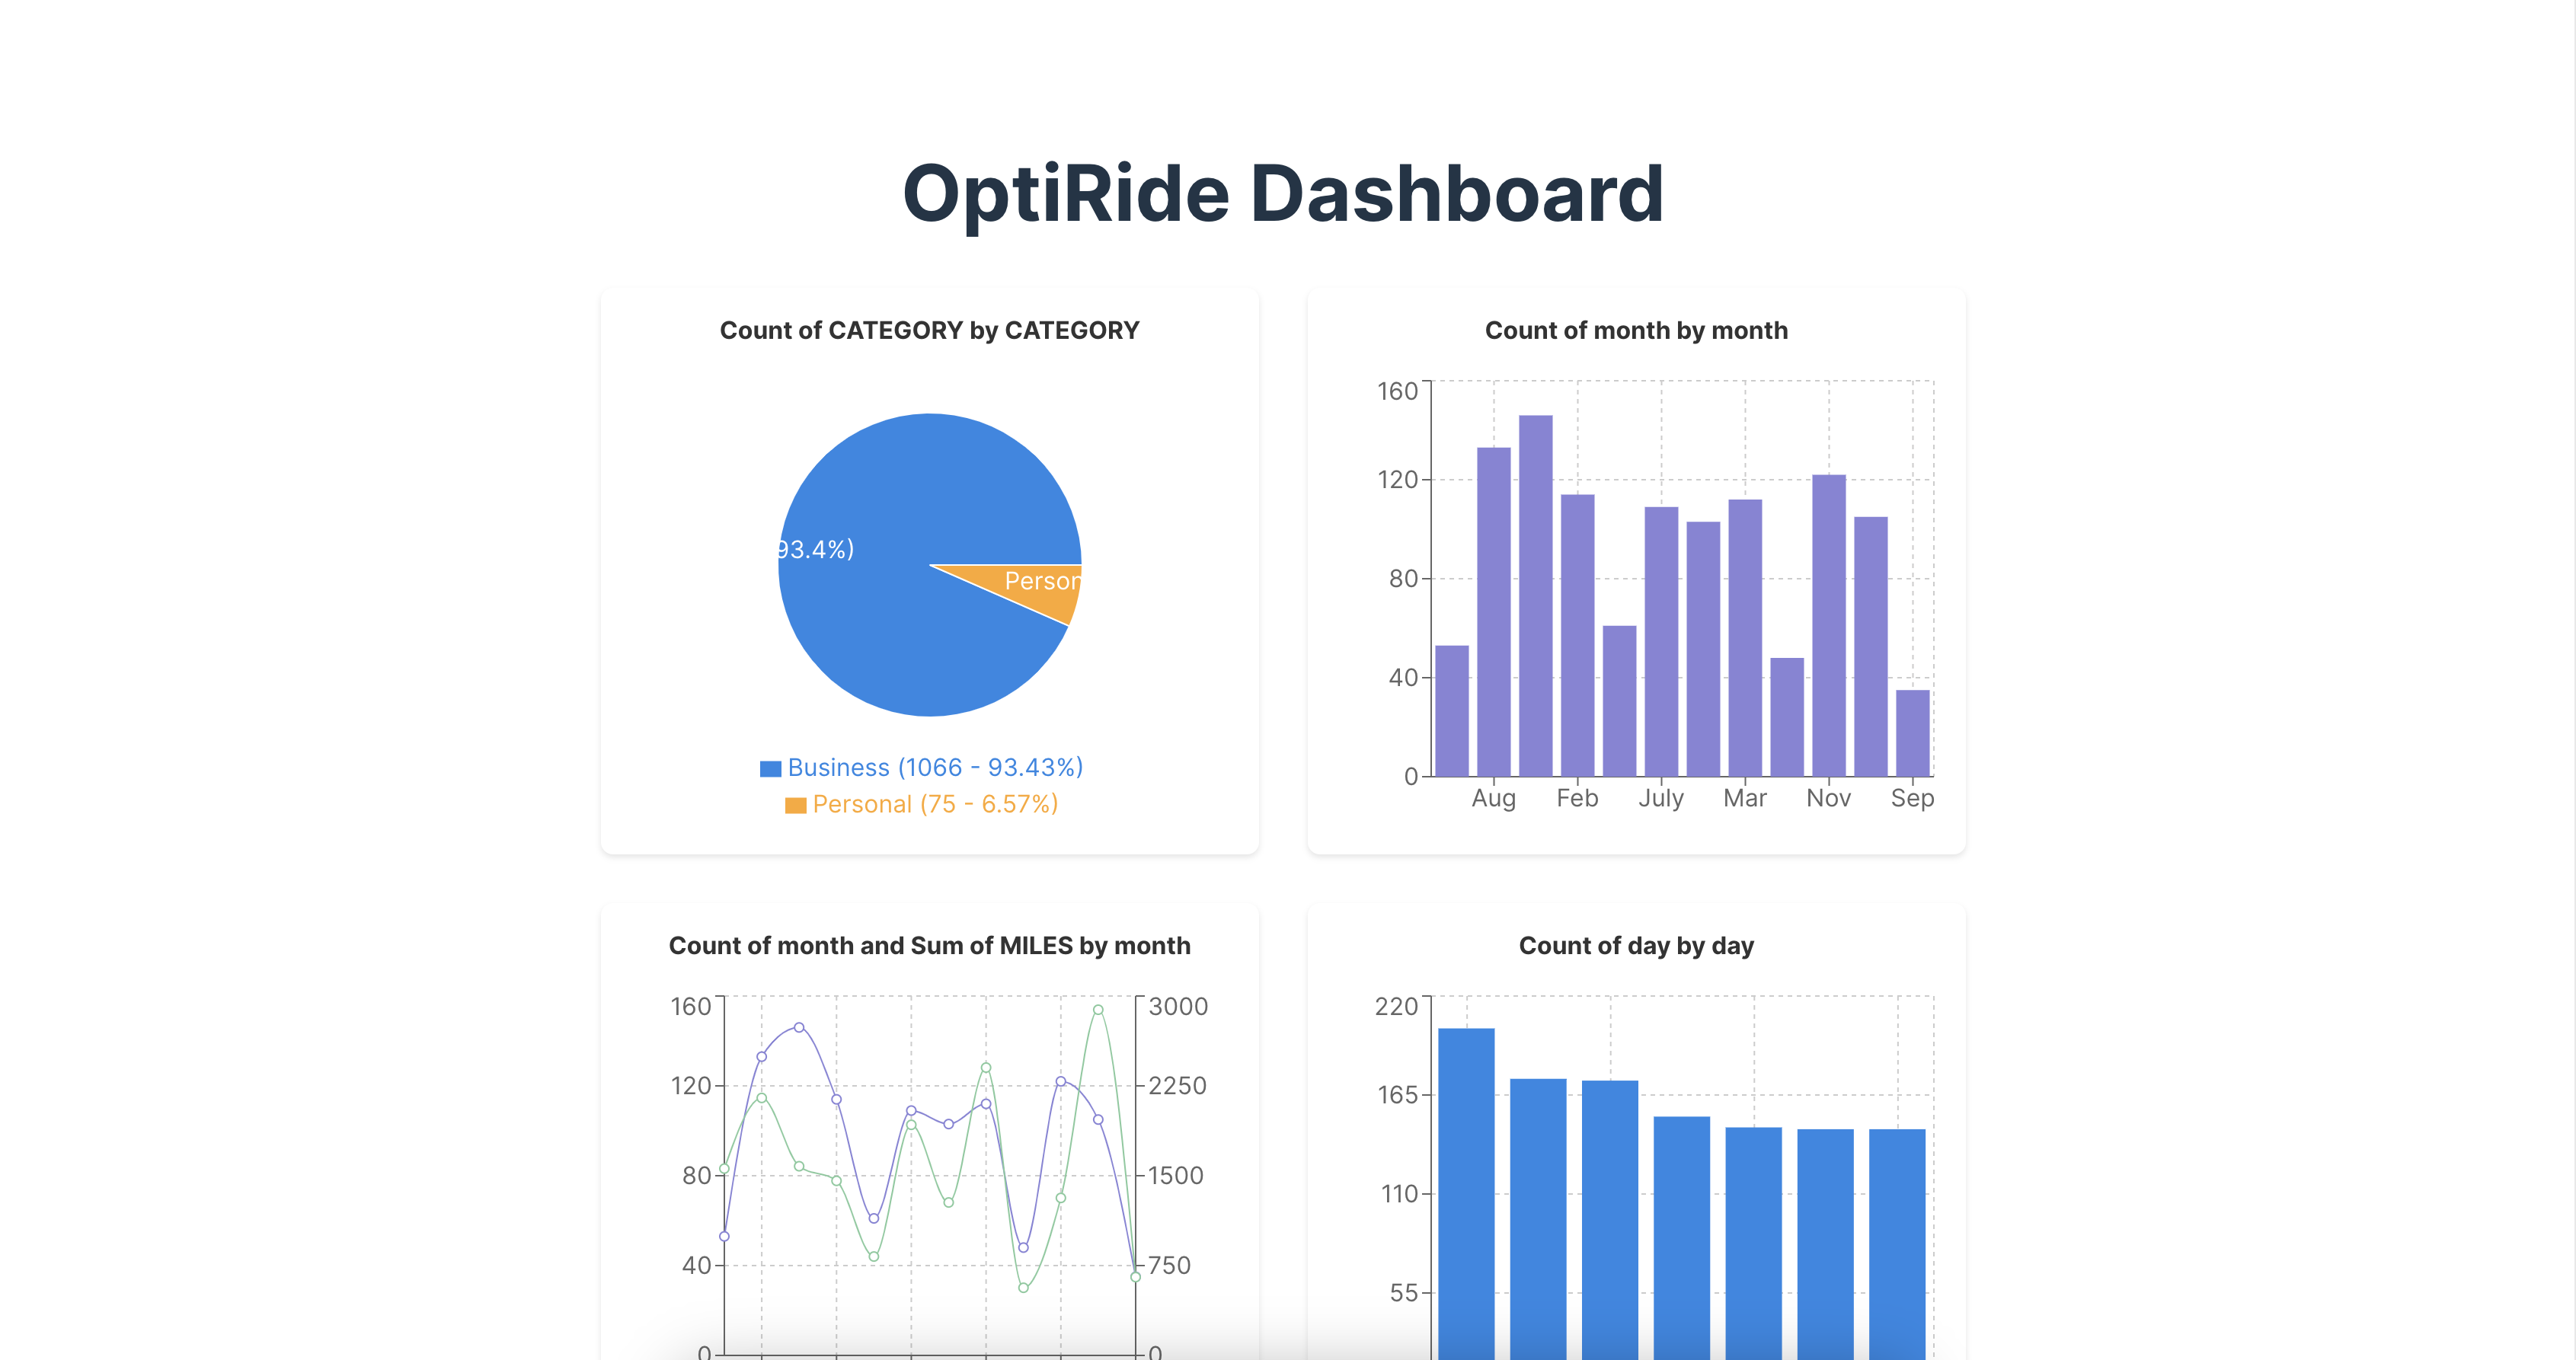 OptiRide Dashboard
Count of CATEGORY by CATEGORY
93.4%)
Person
Business (1066 - 93.43%)
Personal (75 - 6.57%)
Count of month by month
160
120
80
40
0
Aug Feb July Mar Nov Sep
Count of month and Sum of MILES by month
160
120
80
40
0
3000
2250
1500
750
0
Count of day by day
220
165
110
55